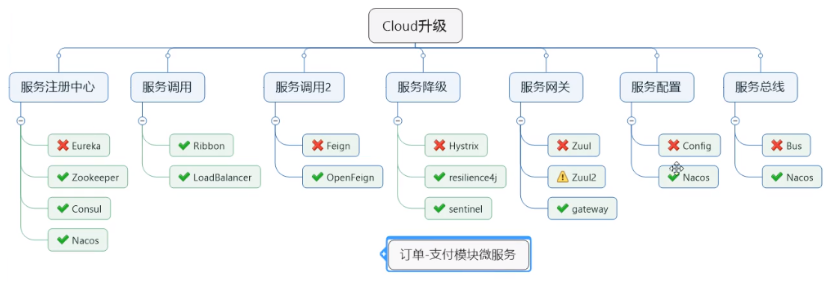 Cloud升级
服务注册中心
服务调用
服务调用2
服务降级
服务网关
服务配置
服务总线
Eureka
Ribbon
Feign
Hystrix
Zuul
Config
Bus
Zookeeper
LoadBalancer
OpenFeign
resilience4j
Zuul2
Nacos
Nacos
Consul
sentinel
gateway
Nacos
订单-支付模块微服务